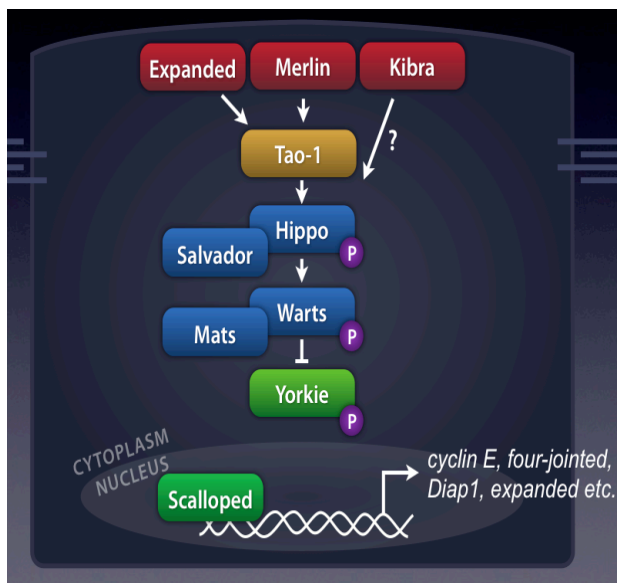 Expanded
Merlin
Kibra
?
Tao-1
Hippo
P
Salvador
Warts
P
Mats
Yorkie
P
CYTOPLASM
NUCLEUS
cyclin E, four-jointed,
Diap1, expanded etc.
Scalloped